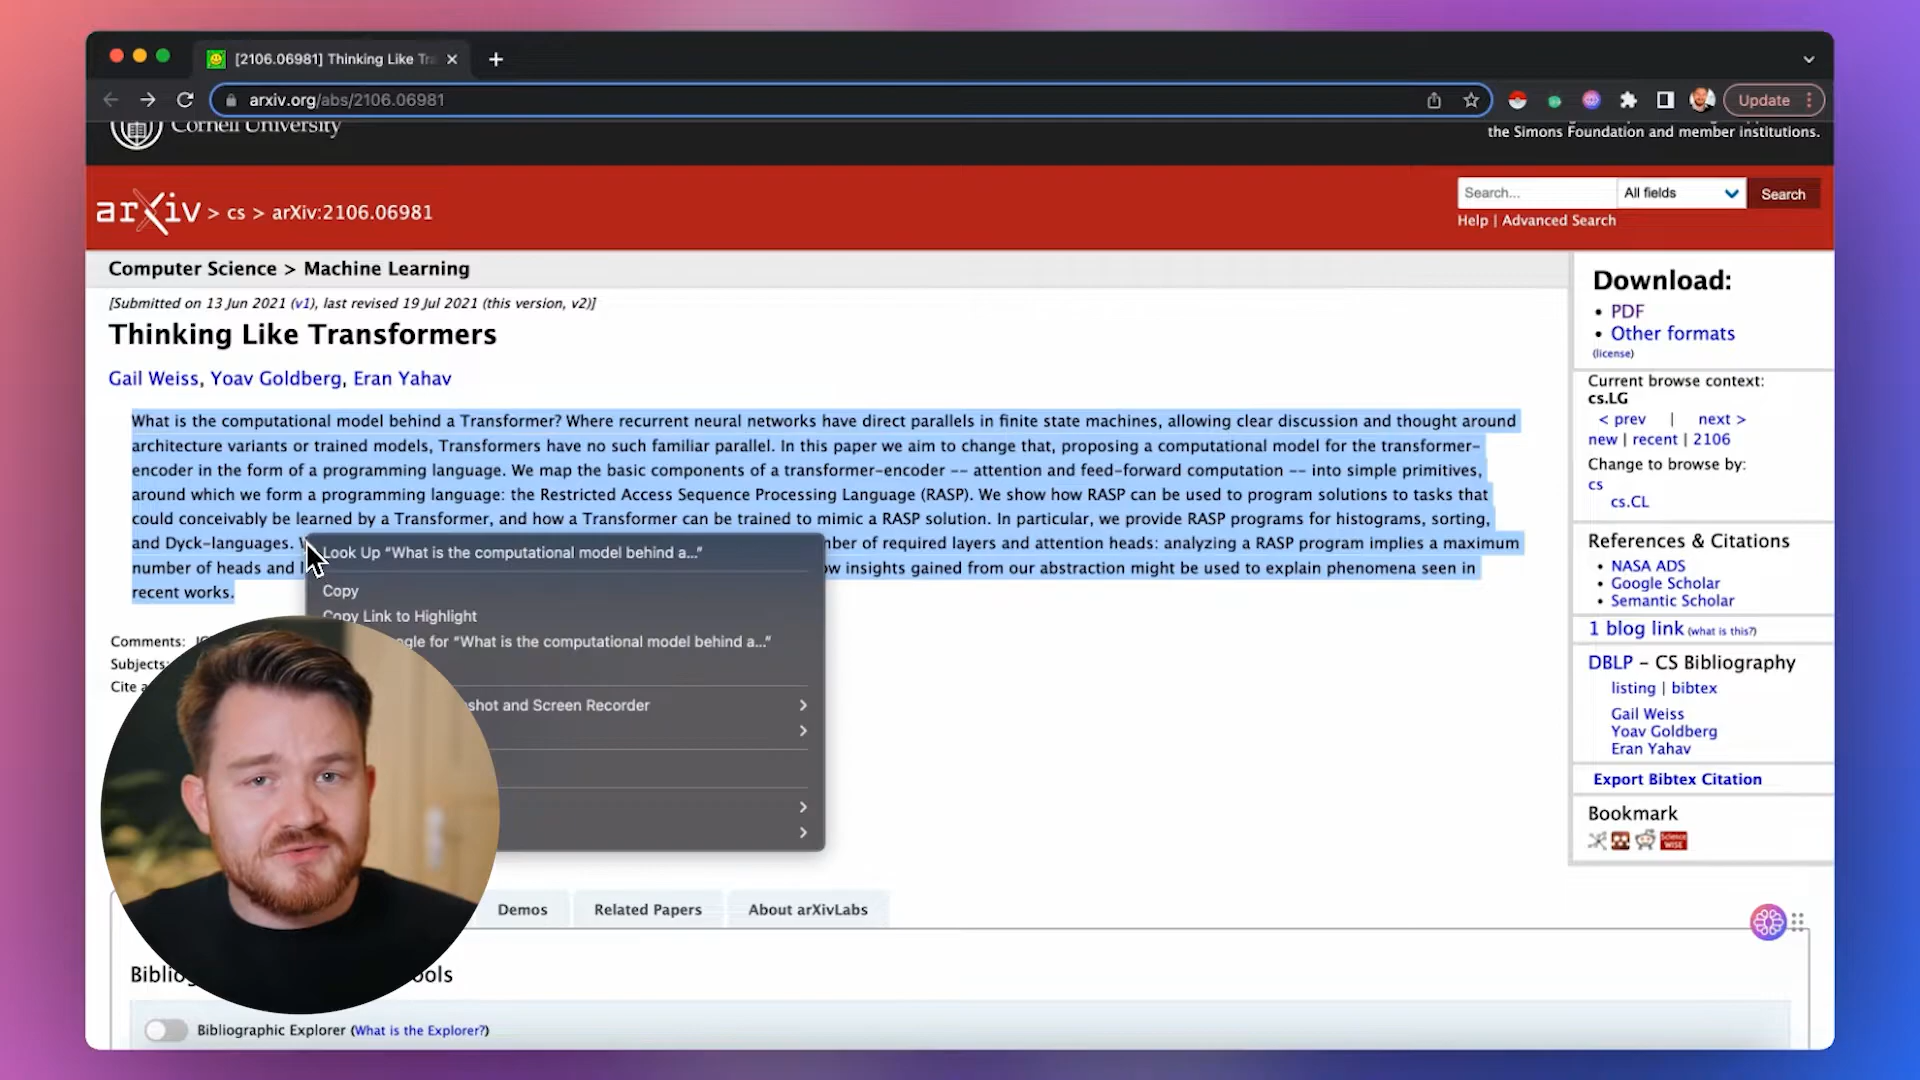 [2106.06981] Thinking Like Tra
arxiv.org/abs/2106.06981
Update
Cornell University
the Simons Foundation and member institutions.
arXiv > cs > arXiv:2106.06981
Search...
All fields
Search
Help | Advanced Search
Computer Science > Machine Learning
[Submitted on 13 Jun 2021 (v1), last revised 19 Jul 2021 (this version, v2)]
Thinking Like Transformers
Gail Weiss, Yoav Goldberg, Eran Yahav
What is the computational model behind a Transformer? Where recurrent neural networks have direct parallels in finite state machines, allowing clear discussion and thought around
architecture variants or trained models, Transformers have no such familiar parallel. In this paper we aim to change that, proposing a computational model for the transformer-
encoder in the form of a programming language. We map the basic components of a transformer-encoder -- attention and feed-forward computation -- into simple primitives,
around which we form a programming language: the Restricted Access Sequence Processing Language (RASP). We show how RASP can be used to program solutions to tasks that
could conceivably be learned by a Transformer, and how a Transformer can be trained to mimic a RASP solution. In particular, we provide RASP programs for histograms, sorting,
and Dyck-languages. nber of required layers and attention heads: analyzing a RASP program implies a maximum
number of heads and ow insights gained from our abstraction might be used to explain phenomena seen in
recent works.
Look Up “What is the computational model behind a...”
Copy
Copy Link to Highlight
ogle for “What is the computational model behind a...”
shot and Screen Recorder
Comments:
Subjects:
Cite a
Demos
Related Papers
About arXivLabs
Biblio ools
Bibliographic Explorer (What is the Explorer?)
Download:
PDF
Other formats
(license)
Current browse context:
cs.LG
< prev | next >
new | recent | 2106
Change to browse by:
cs
cs.CL
References & Citations
NASA ADS
Google Scholar
Semantic Scholar
1 blog link (what is this?)
DBLP – CS Bibliography
listing | bibtex
Gail Weiss
Yoav Goldberg
Eran Yahav
Export Bibtex Citation
Bookmark
Science
WISE